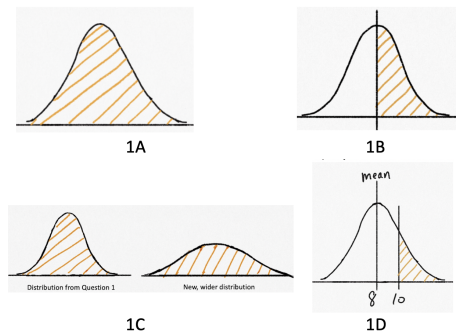 1A
1B
Distribution from Question 1
New, wider distribution
1C
mean
8
10
1D